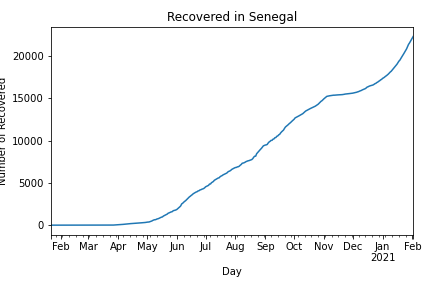 Recovered in Senegal
Number of Recovered
20000
15000
10000
5000
0
Feb Mar Apr May Jun Jul Aug Sep Oct Nov Dec Jan Feb
2021
Day